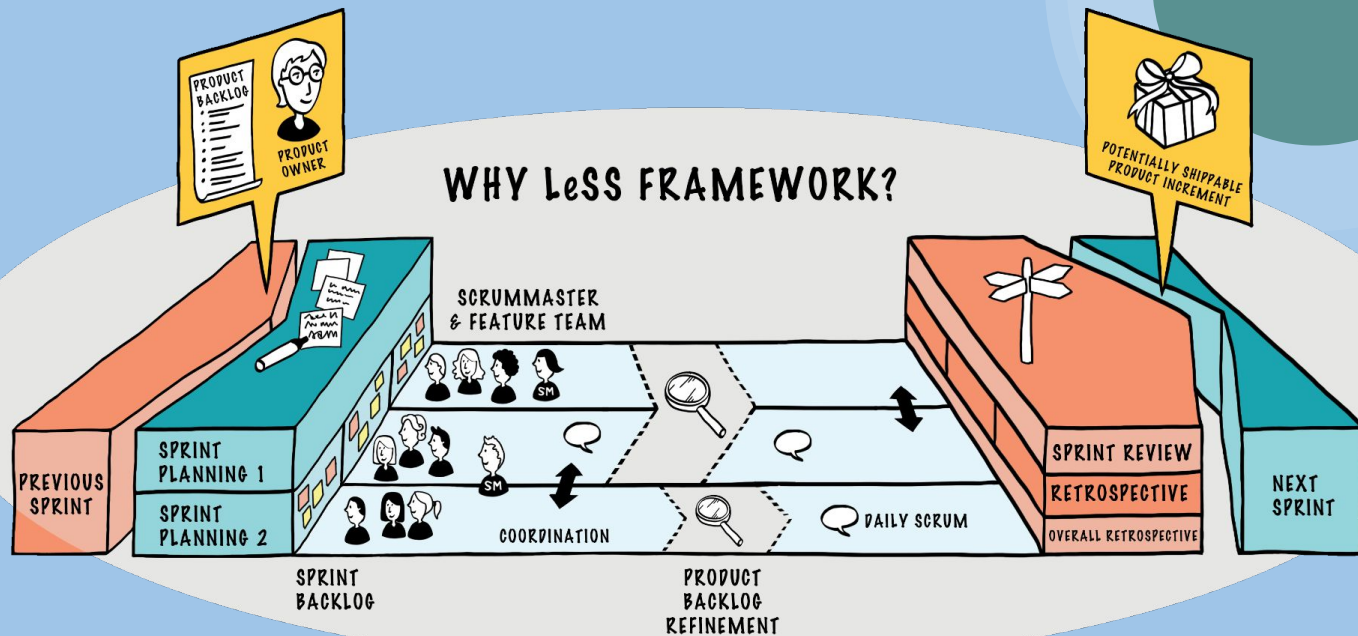 PRODUCT
BACKLOG
PRODUCT
OWNER
WHY LeSS FRAMEWORK?
POTENTIALLY SHIPPABLE
PRODUCT INCREMENT
SCRUMMASTER
& FEATURE TEAM
SM
SM
PREVIOUS
SPRINT
SPRINT
PLANNING 1
SPRINT
PLANNING 2
COORDINATION
DAILY SCRUM
SPRINT REVIEW
RETROSPECTIVE
OVERALL RETROSPECTIVE
NEXT
SPRINT
SPRINT
BACKLOG
PRODUCT
BACKLOG
REFINEMENT